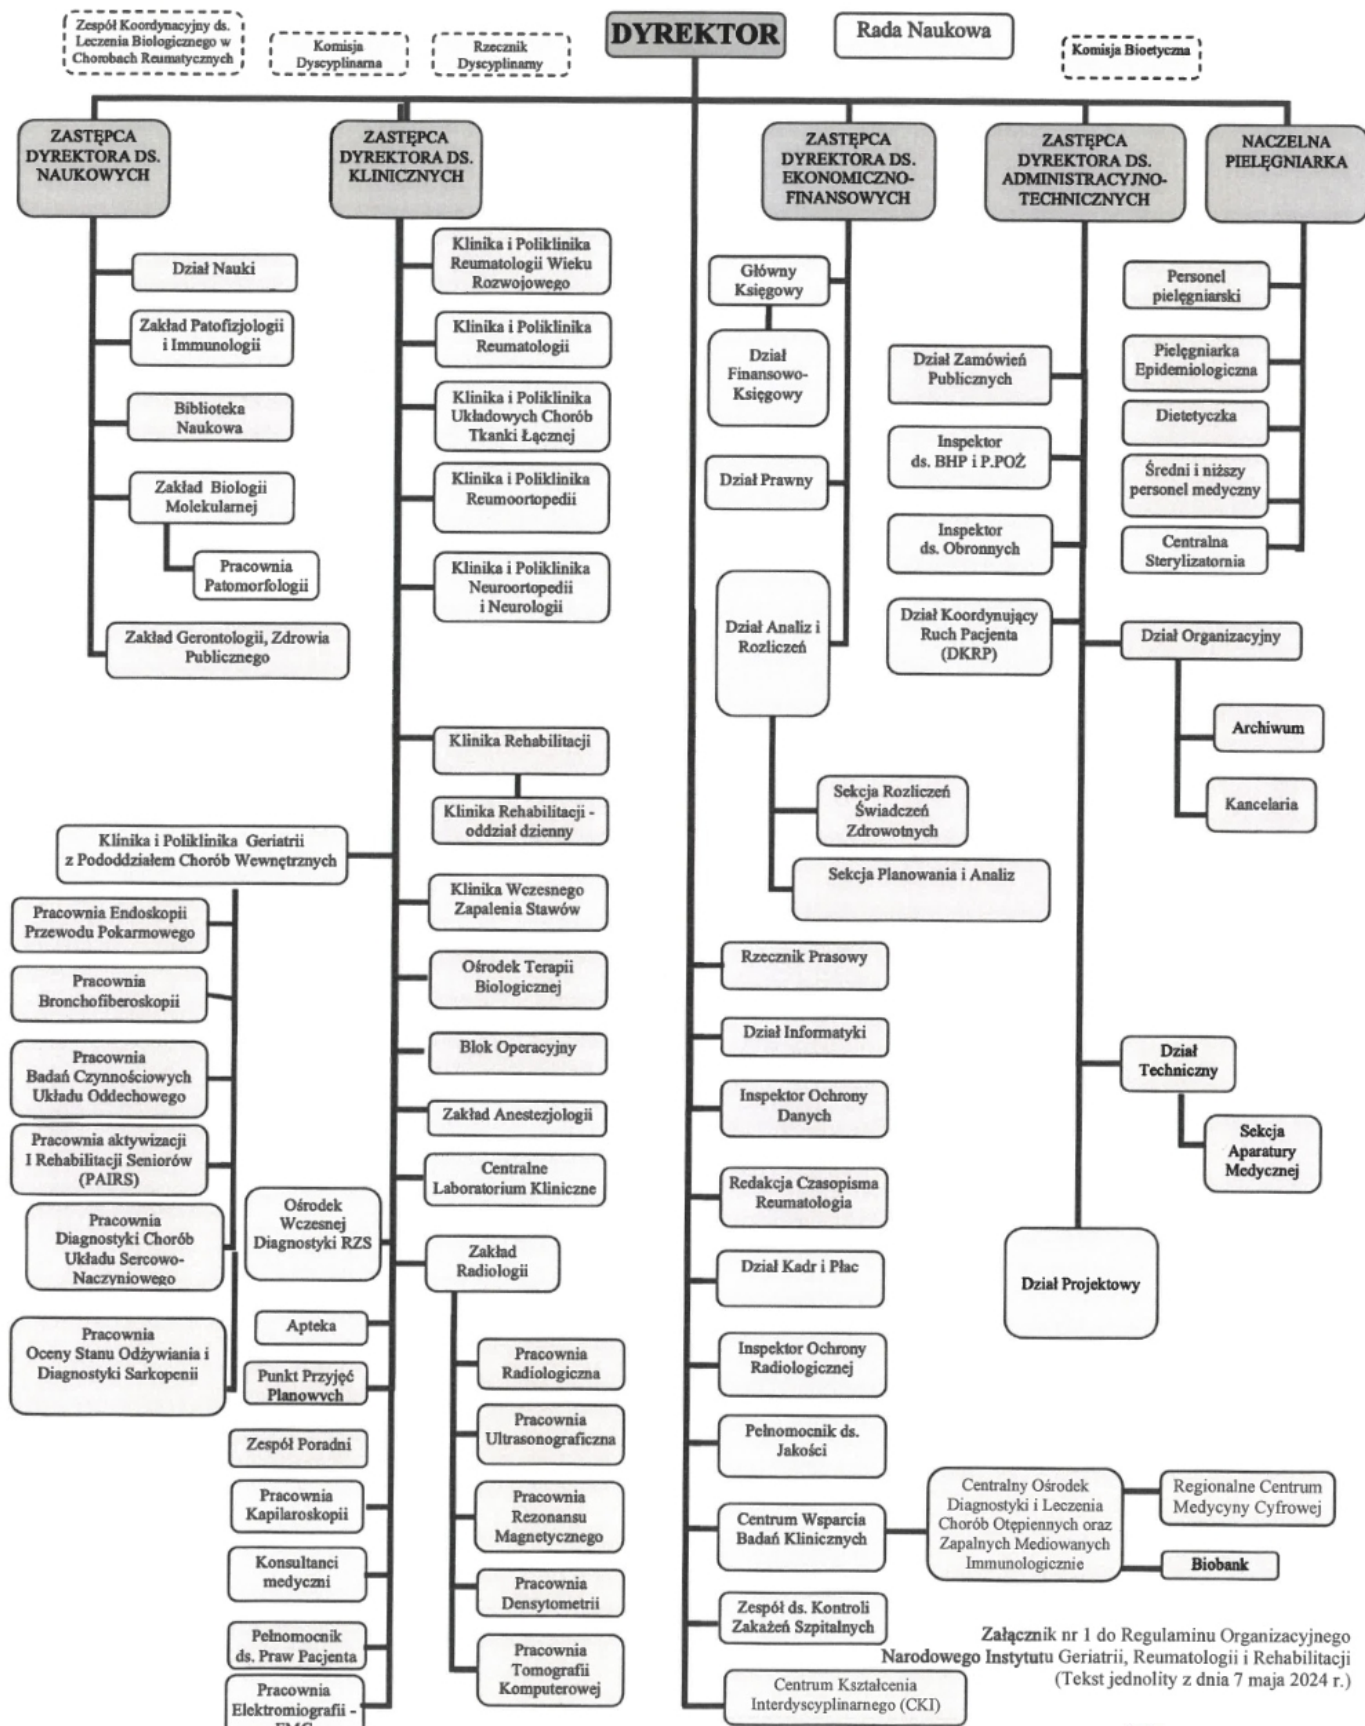 Zespół Koordynacyjny ds.
Leczenia Biologicznego w
Chorobach Reumatycznych
Komisja
Dyscyplinarna
Rzecznik
Dyscyplinarny
DYREKTOR
Rada Naukowa
Komisja Bioetyczna
ZASTĘPCA
DYREKTORA DS.
NAUKOWYCH
ZASTĘPCA
DYREKTORA DS.
KLINICZNYCH
ZASTĘPCA
DYREKTORA DS.
EKONOMICZNO-
FINANSOWYCH
ZASTĘPCA
DYREKTORA DS.
ADMINISTRACYJNO-
TECHNICZNYCH
NACZELNA
PIELĘGNIARKA
Dział Nauki
Zakład Patofizjologii
i Immunologii
Biblioteka
Naukowa
Zakład Biologii
Molekularnej
Pracownia
Patomorfologii
Zakład Gerontologii, Zdrowia
Publicznego
Klinika i Poliklinika
Reumatologii Wieku
Rozwojowego
Klinika i Poliklinika
Reumatologii
Klinika i Poliklinika
Układowych Chorób
Tkanki Łącznej
Klinika i Poliklinika
Reumoortopedii
Klinika i Poliklinika
Neuroortopedii
i Neurologii
Klinika Rehabilitacji
Klinika Rehabilitacji -
oddział dzienny
Klinika i Poliklinika Geriatrii
z Pododdziałem Chorób Wewnętrznych
Pracownia Endoskopii
Przewodu Pokarmowego
Pracownia
Bronchofiberoskopii
Pracownia
Badań Czynnościowych
Układu Oddechowego
Pracownia aktywizacji
I Rehabilitacji Seniorów
(PAIRS)
Pracownia
Diagnostyki Chorób
Układu Sercowo-
Naczyniowego
Pracownia
Oceny Stanu Odżywiania i
Diagnostyki Sarkopenii
Klinika Wczesnego
Zapalenia Stawów
Ośrodek Terapii
Biologicznej
Blok Operacyjny
Zakład Anestezjologii
Centralne
Laboratorium Kliniczne
Ośrodek
Wczesnej
Diagnostyki RZS
Zakład
Radiologii
Apteka
Punkt Przyjęć
Planowych
Zespół Poradni
Pracownia
Kapilaroskopii
Konsultanci
medyczni
Pełnomocnik
ds. Praw Pacjenta
Pracownia
Elektromiografii -
Pracownia
Radiologiczna
Pracownia
Ultrasonograficzna
Pracownia
Rezonansu
Magnetycznego
Pracownia
Densytometrii
Pracownia
Tomografii
Komputerowej
Główny
Księgowy
Dział
Finansowo-
Księgowy
Dział Prawny
Dział Analiz i
Rozliczeń
Sekcja Rozliczeń
Świadczeń
Zdrowotnych
Sekcja Planowania i Analiz
Rzecznik Prasowy
Dział Informatyki
Inspektor Ochrony
Danych
Redakcja Czasopisma
Reumatologia
Dział Kadr i Płac
Inspektor Ochrony
Radiologicznej
Pełnomocnik ds.
Jakości
Centrum Wsparcia
Badań Klinicznych
Centralny Ośrodek
Diagnostyki i Leczenia
Chorób Otępiennych oraz
Zapalnych Mediowanych
Immunologicznie
Regionalne Centrum
Medycyny Cyfrowej
Biobank
Zespół ds. Kontroli
Zakażeń Szpitalnych
Centrum Kształcenia
Interdyscyplinarnego (CKI)
Dział Zamówień
Publicznych
Inspektor
ds. BHP i P.POŻ
Inspektor
ds. Obronnych
Dział Koordynujący
Ruch Pacjenta
(DKRP)
Dział Organizacyjny
Archiwum
Kancelaria
Dział
Techniczny
Sekcja
Aparatury
Medycznej
Dział Projektowy
Personel
pielęgniarski
Pielęgniarka
Epidemiologiczna
Dietetyczka
Średni i niższy
personel medyczny
Centralna
Sterylizatornia
Załącznik nr 1 do Regulaminu Organizacyjnego
Narodowego Instytutu Geriatrii, Reumatologii i Rehabilitacji
(Tekst jednolity z dnia 7 maja 2024 r.)